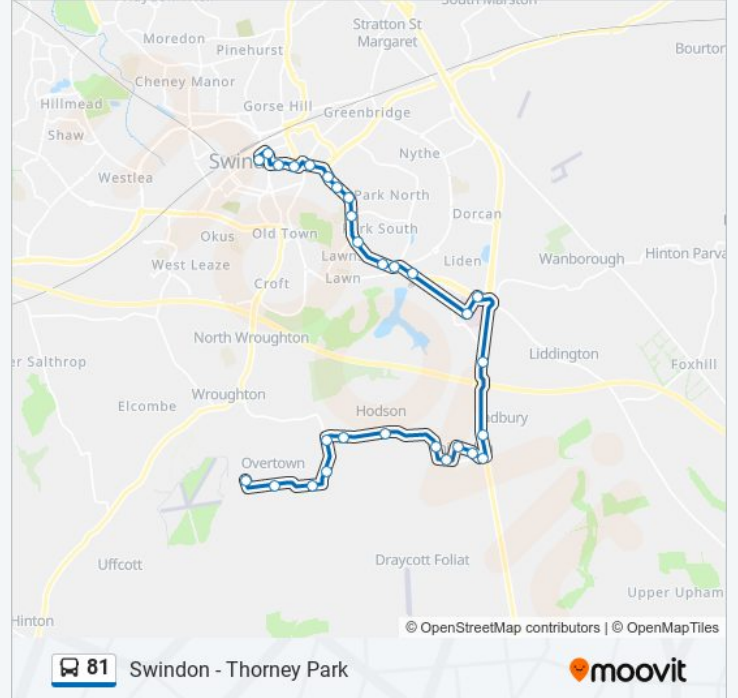 South Marston
Stratton St
Margaret
Moredon
Pinehurst
Bourton
Cheney Manor
Hillmead
Gorse Hill
Greenbridge
Shaw
Swin
Nythe
Westlea
Park North
Dorcan
Okus
Old Town
rk South
Lawn
Wanborough
Hinton Parva
West Leaze
Liden
Croft
Lawn
North Wroughton
Liddington
er Salthrop
Foxhill
Wroughton
Elcombe
Hodson
dbury
Overtown
Uffcott
Draycott Foliat
Upper Upham
Hinton
© OpenStreetMap contributors | © OpenMapTiles
81 Swindon - Thorney Park moovit